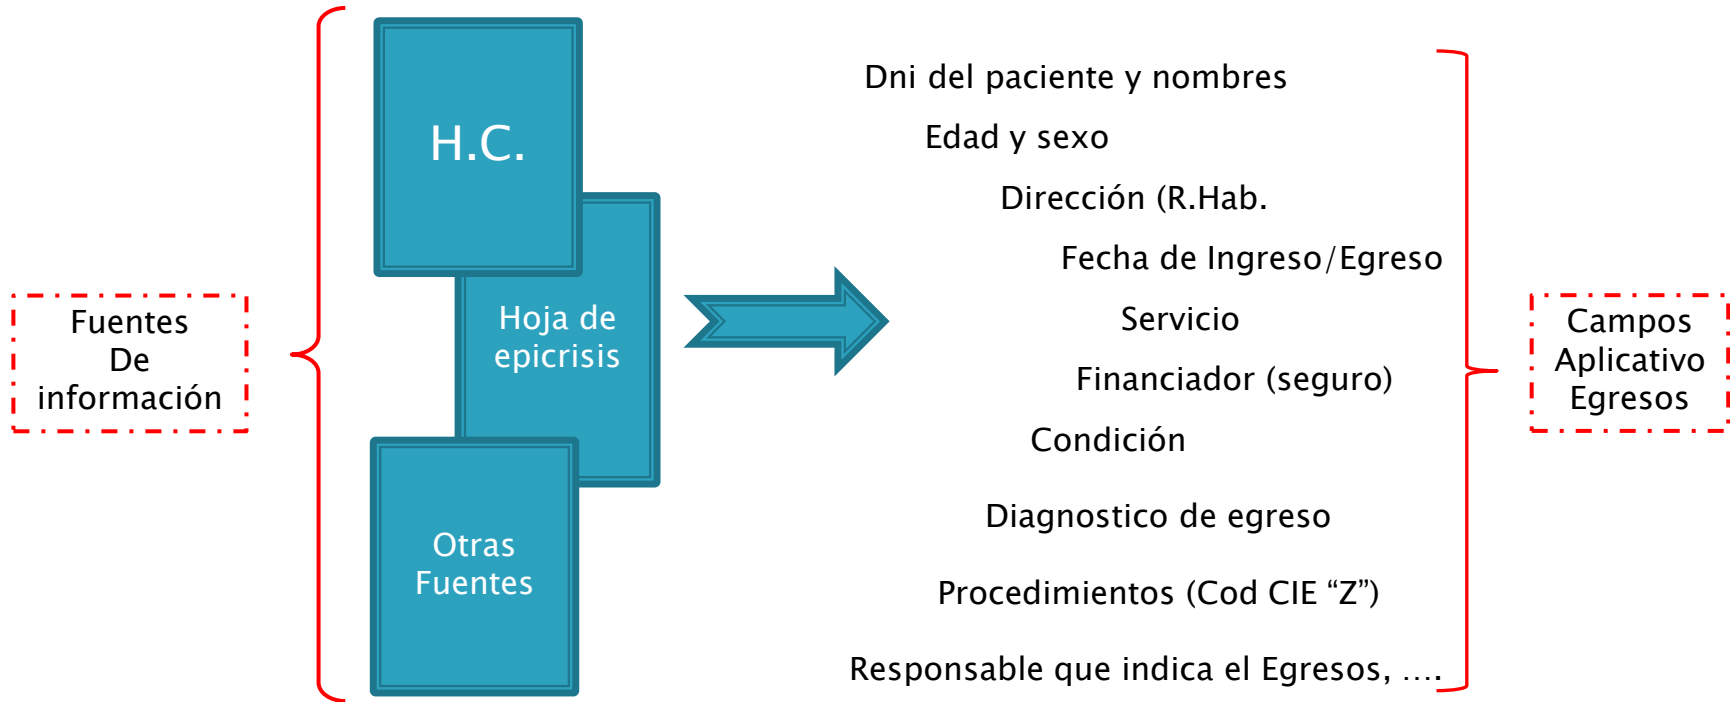 Fuentes
De
información
H.C.
Hoja de
epicrisis
Otras
Fuentes
Dni del paciente y nombres
Edad y sexo
Dirección (R.Hab.
Fecha de Ingreso/Egreso
Servicio
Financiador (seguro)
Condición
Diagnostico de egreso
Procedimientos (Cod CIE “Z”)
Responsable que indica el Egresos, ....
Campos
Aplicativo
Egresos